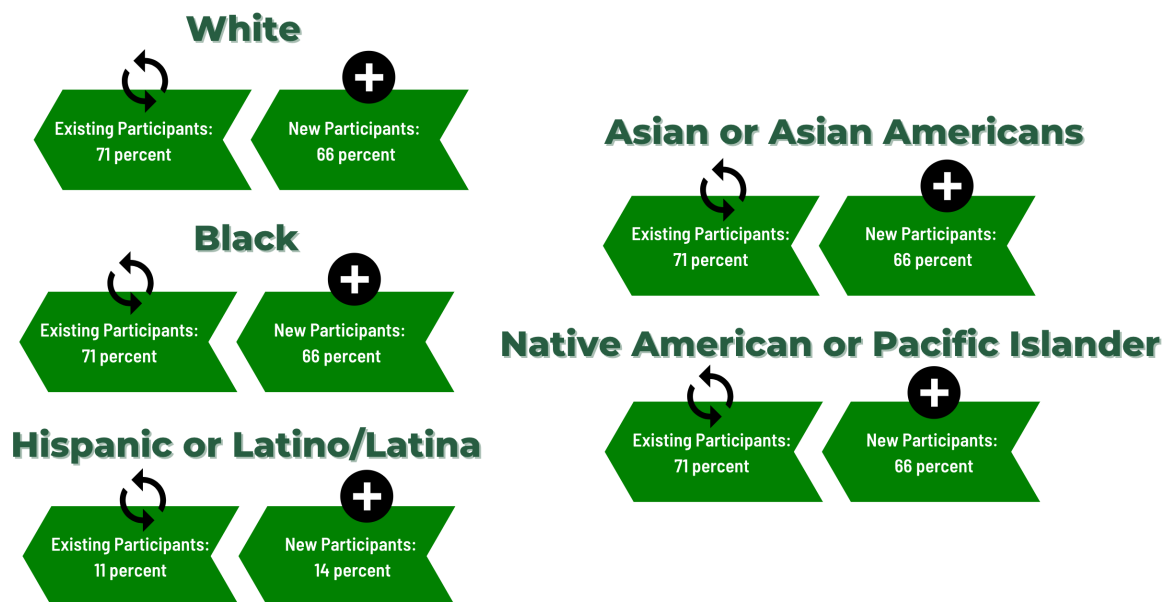 White
Existing Participants:
71 percent
New Participants:
66 percent
Black
Existing Participants:
71 percent
New Participants:
66 percent
Hispanic or Latino/Latina
Existing Participants:
11 percent
New Participants:
14 percent
Asian or Asian Americans
Existing Participants:
71 percent
New Participants:
66 percent
Native American or Pacific Islander
Existing Participants:
71 percent
New Participants:
66 percent